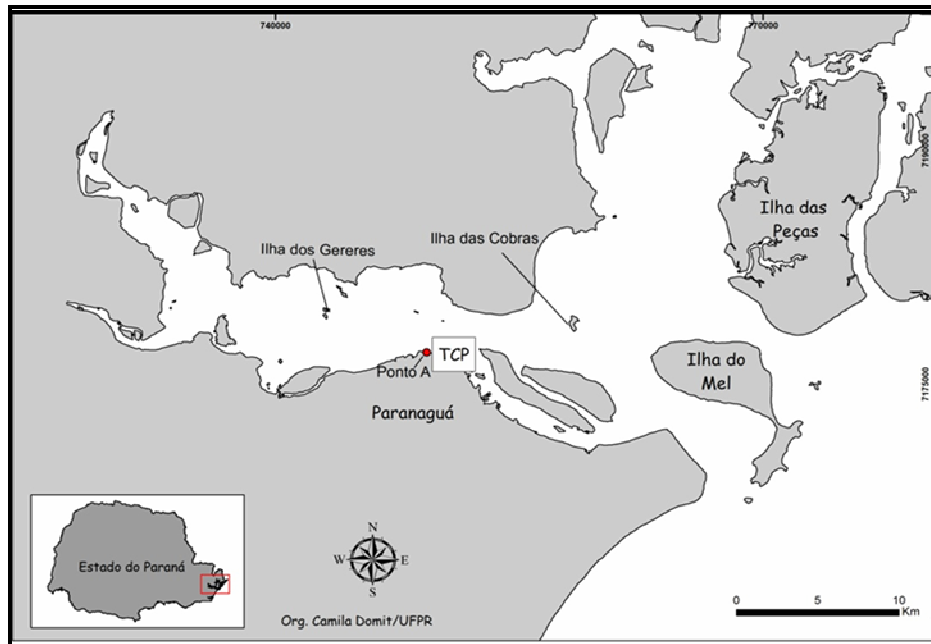 740000
770000
7190000
Ilha das
Peças
Ilha das Cobras
Ilha dos Gereres
TCP
Ponto A
Ilha do
Mel
7175000
Paranaguá
Estado do Paraná
N
W
E
S
Org. Camila Domit/UFPR
0
5
10
Km